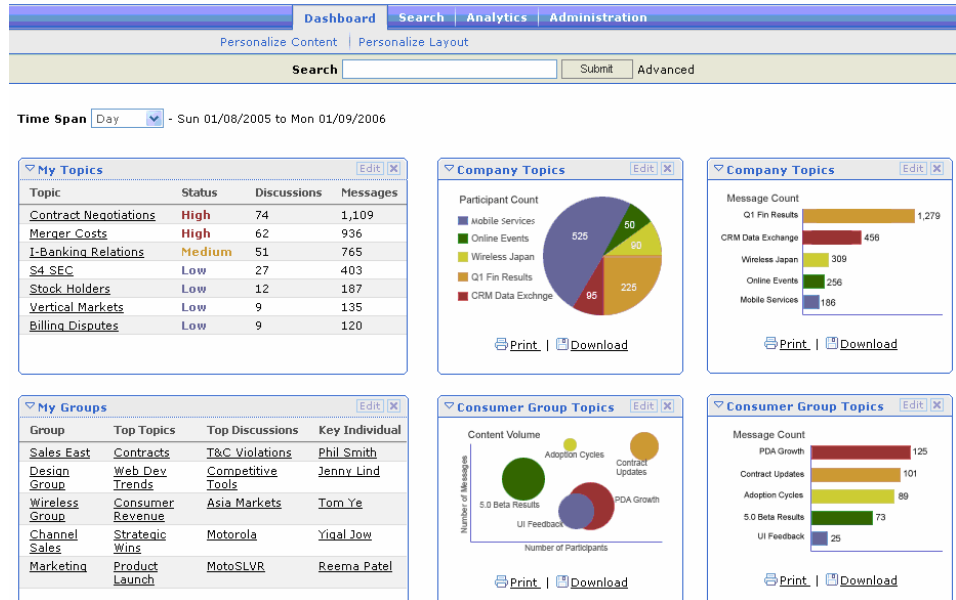 Dashboard Search Analytics Administration
Personalize Content Personalize Layout
Search Submit Advanced
Time Span Day - Sun 01/08/2005 to Mon 01/09/2006
My Topics Edit
Topic Status Discussions Messages
Contract Negotiations High 74 1,109
Merger Costs High 62 936
I-Banking Relations Medium 51 765
S4 SEC Low 27 403
Stock Holders Low 12 187
Vertical Markets Low 9 135
Billing Disputes Low 9 120
Company Topics Edit
Participant Count
Mobile Services
Online Events
Wireless Japan
Q1 Fin Results
CRM Data Exchnge
525
50
90
225
95
Print | Download
Company Topics Edit
Message Count
Q1 Fin Results 1,279
CRM Data Exchange 456
Wireless Japan 309
Online Events 256
Mobile Services 186
Print | Download
My Groups Edit
Group Top Topics Top Discussions Key Individual
Sales East Contracts T&C Violations Phil Smith
Design Group Web Dev Trends Competitive Tools Jenny Lind
Wireless Group Consumer Revenue Asia Markets Tom Ye
Channel Sales Strategic Wins Motorola Yigal Jow
Marketing Product Launch MotoSLVR Reema Patel
Consumer Group Topics Edit
Content Volume
Number of Messages
Adoption Cycles
Contract
Updates
5.0 Beta Results
PDA Growth
UI Feedback
Number of Participants
Print | Download
Consumer Group Topics Edit
Message Count
PDA Growth 125
Contract Updates 101
Adoption Cycles 89
5.0 Beta Results 73
UI Feedback 25
Print | Download